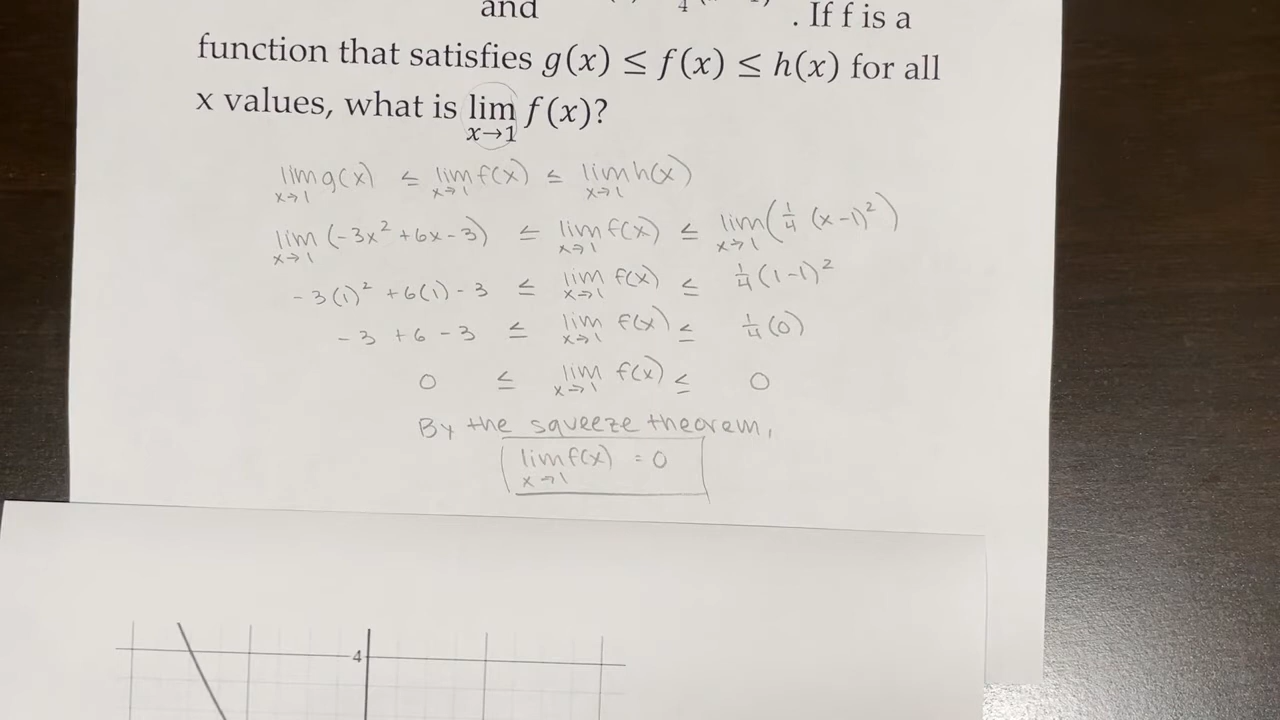 and 4 . If f is a
function that satisfies g(x) ≤ f(x) ≤ h(x) for all
x values, what is lim x→1 f(x)?
lim x→1 g(x) ≤ lim x→1 f(x) ≤ lim x→1 h(x)
lim x→1 (-3x² + 6x - 3) ≤ lim x→1 f(x) ≤ lim x→1 (1/4 (x-1)²)
-3(1)² + 6(1) - 3 ≤ lim x→1 f(x) ≤ 1/4 (1-1)²
-3 + 6 - 3 ≤ lim x→1 f(x) ≤ 1/4 (0)
0 ≤ lim x→1 f(x) ≤ 0
By the squeeze theorem,
lim x→1 f(x) = 0
4